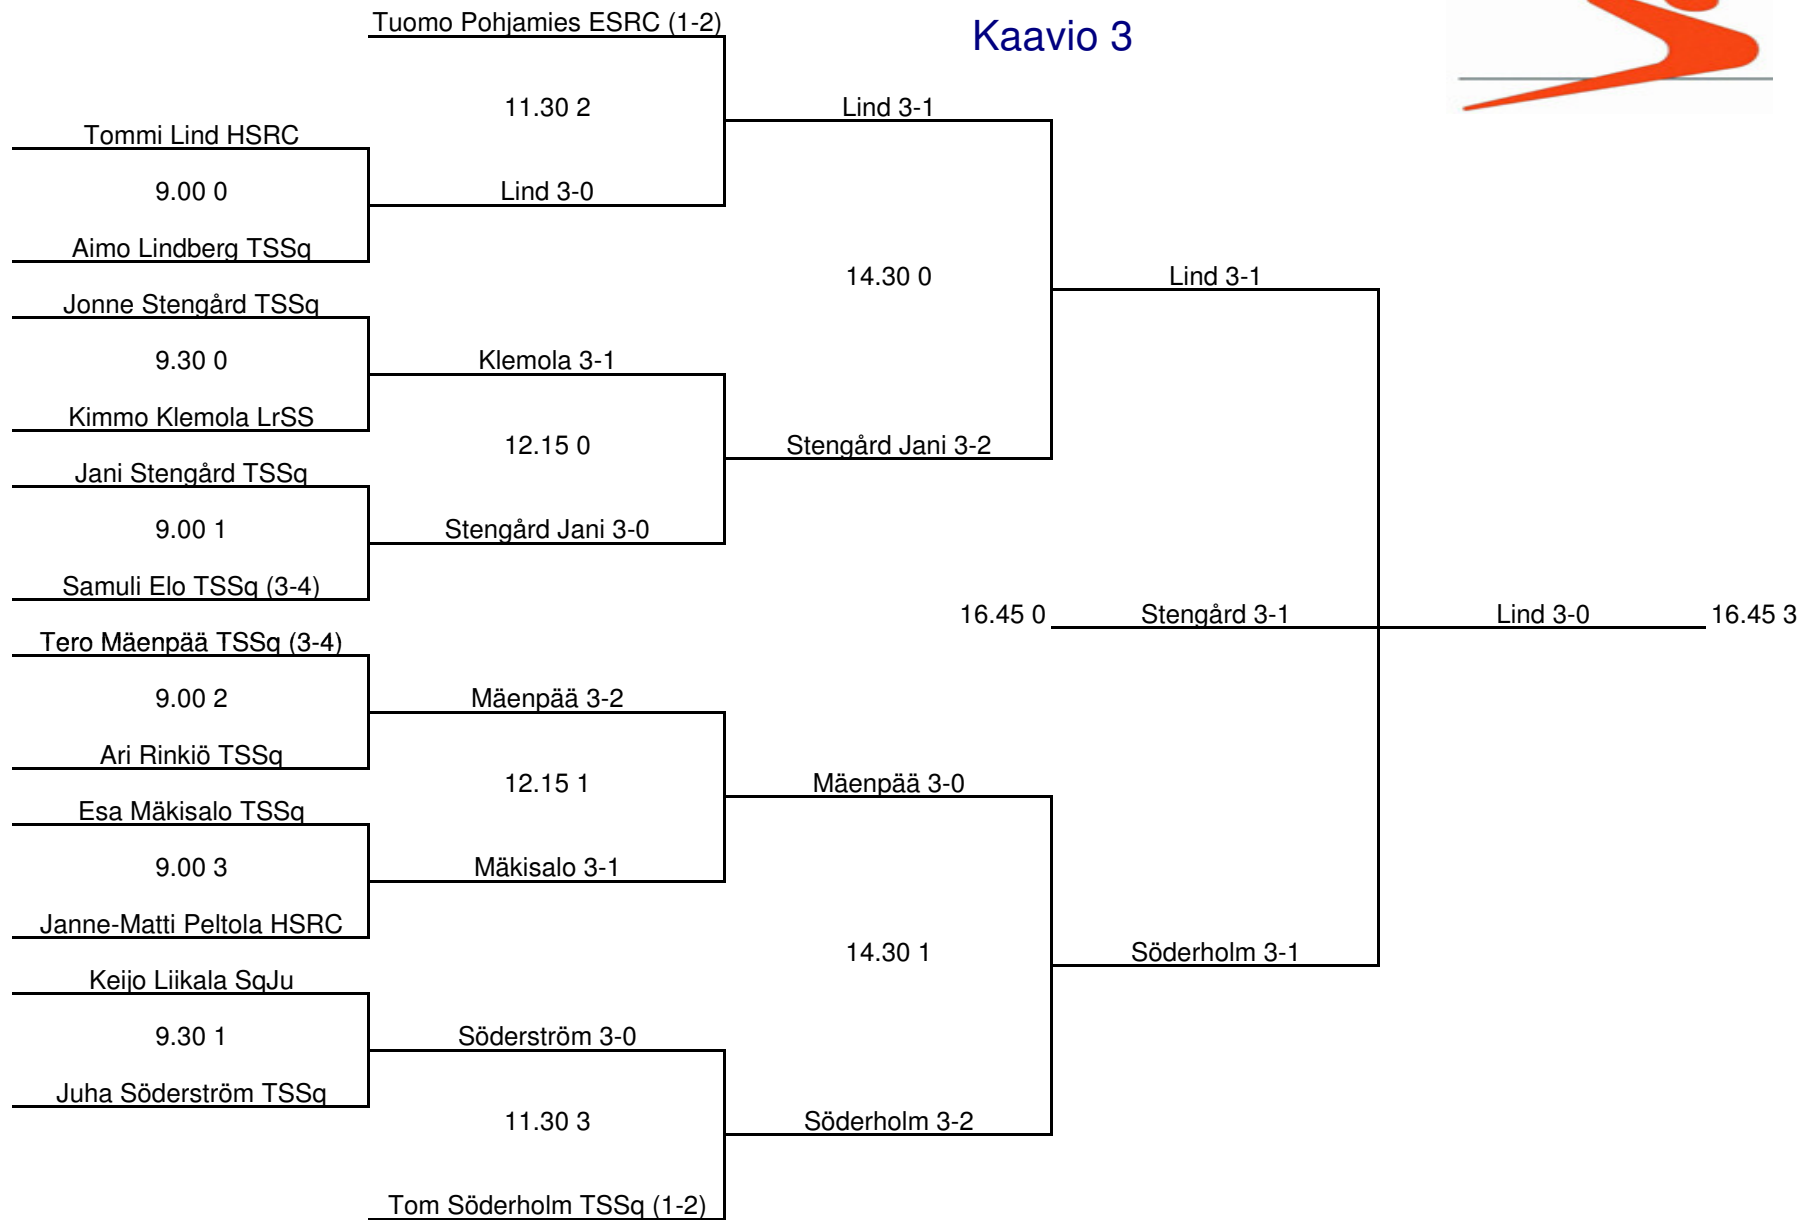 Kaavio 3
Tuomo Pohjamies ESRC (1-2)
11.30 2
Lind 3-1
Tommi Lind HSRC
9.00 0
Lind 3-0
Aimo Lindberg TSSq
14.30 0
Lind 3-1
Jonne Stengård TSSq
9.30 0
Klemola 3-1
Kimmo Klemola LrSS
12.15 0
Stengård Jani 3-2
Jani Stengård TSSq
9.00 1
Stengård Jani 3-0
Samuli Elo TSSq (3-4)
16.45 0
Stengård 3-1
Lind 3-0
16.45 3
Tero Mäenpää TSSq (3-4)
9.00 2
Mäenpää 3-2
Ari Rinkiö TSSq
12.15 1
Mäenpää 3-0
Esa Mäkisalo TSSq
9.00 3
Mäkisalo 3-1
Janne-Matti Peltola HSRC
14.30 1
Söderholm 3-1
Keijo Liikala SqJu
9.30 1
Söderström 3-0
Juha Söderström TSSq
11.30 3
Söderholm 3-2
Tom Söderholm TSSq (1-2)